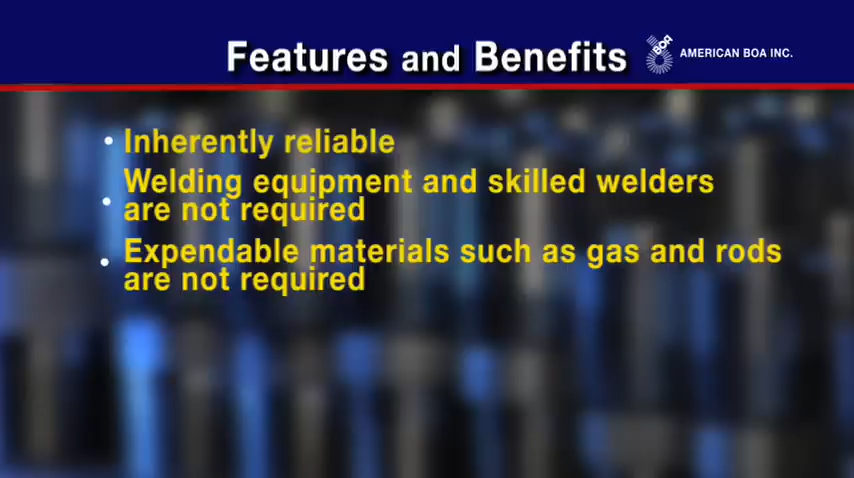 Features and Benefits
BOA
AMERICAN BOA INC.
• Inherently reliable
• Welding equipment and skilled welders
are not required
• Expendable materials such as gas and rods
are not required